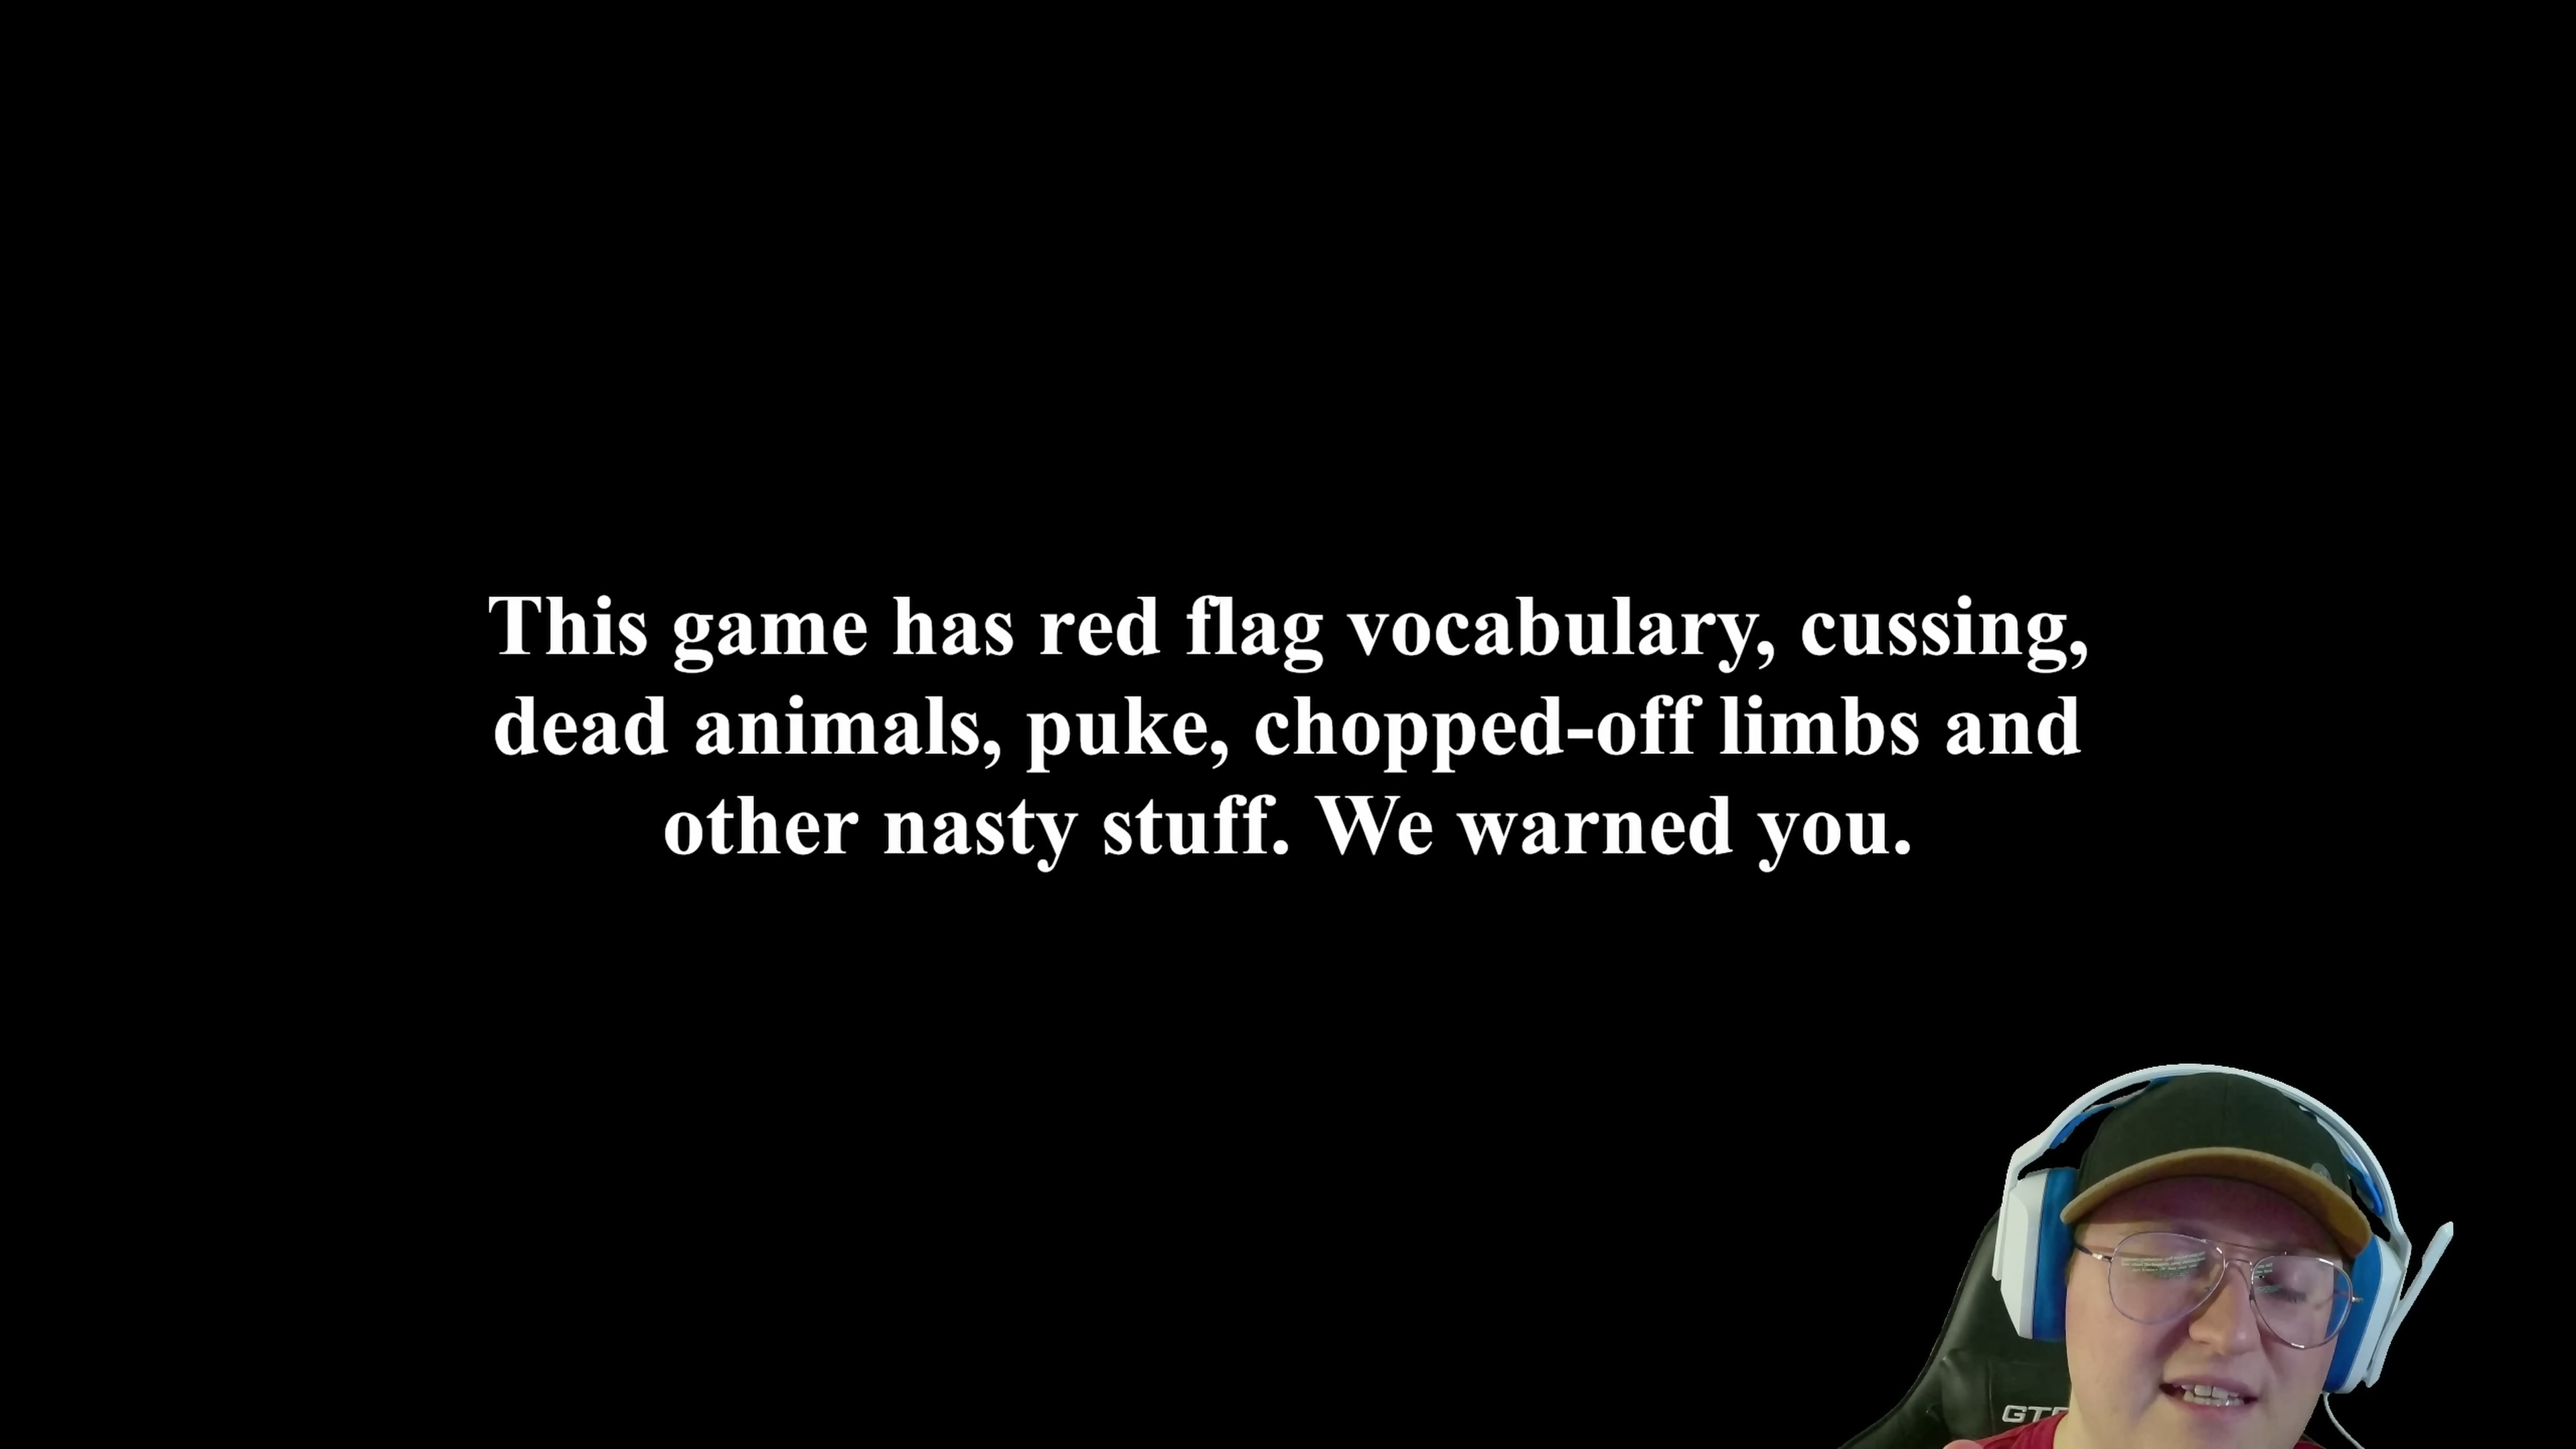 This game has red flag vocabulary, cussing,
dead animals, puke, chopped-off limbs and
other nasty stuff. We warned you.